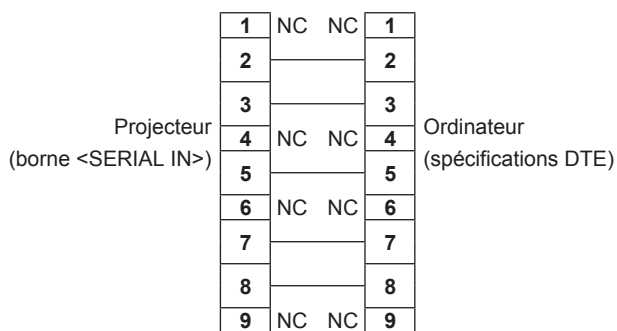 1 NC NC 1
2 2
3 3
Projecteur
(borne <SERIAL IN>)
4 NC NC 4
Ordinateur
(spécifications DTE)
5 5
6 NC NC 6
7 7
8 8
9 NC NC 9